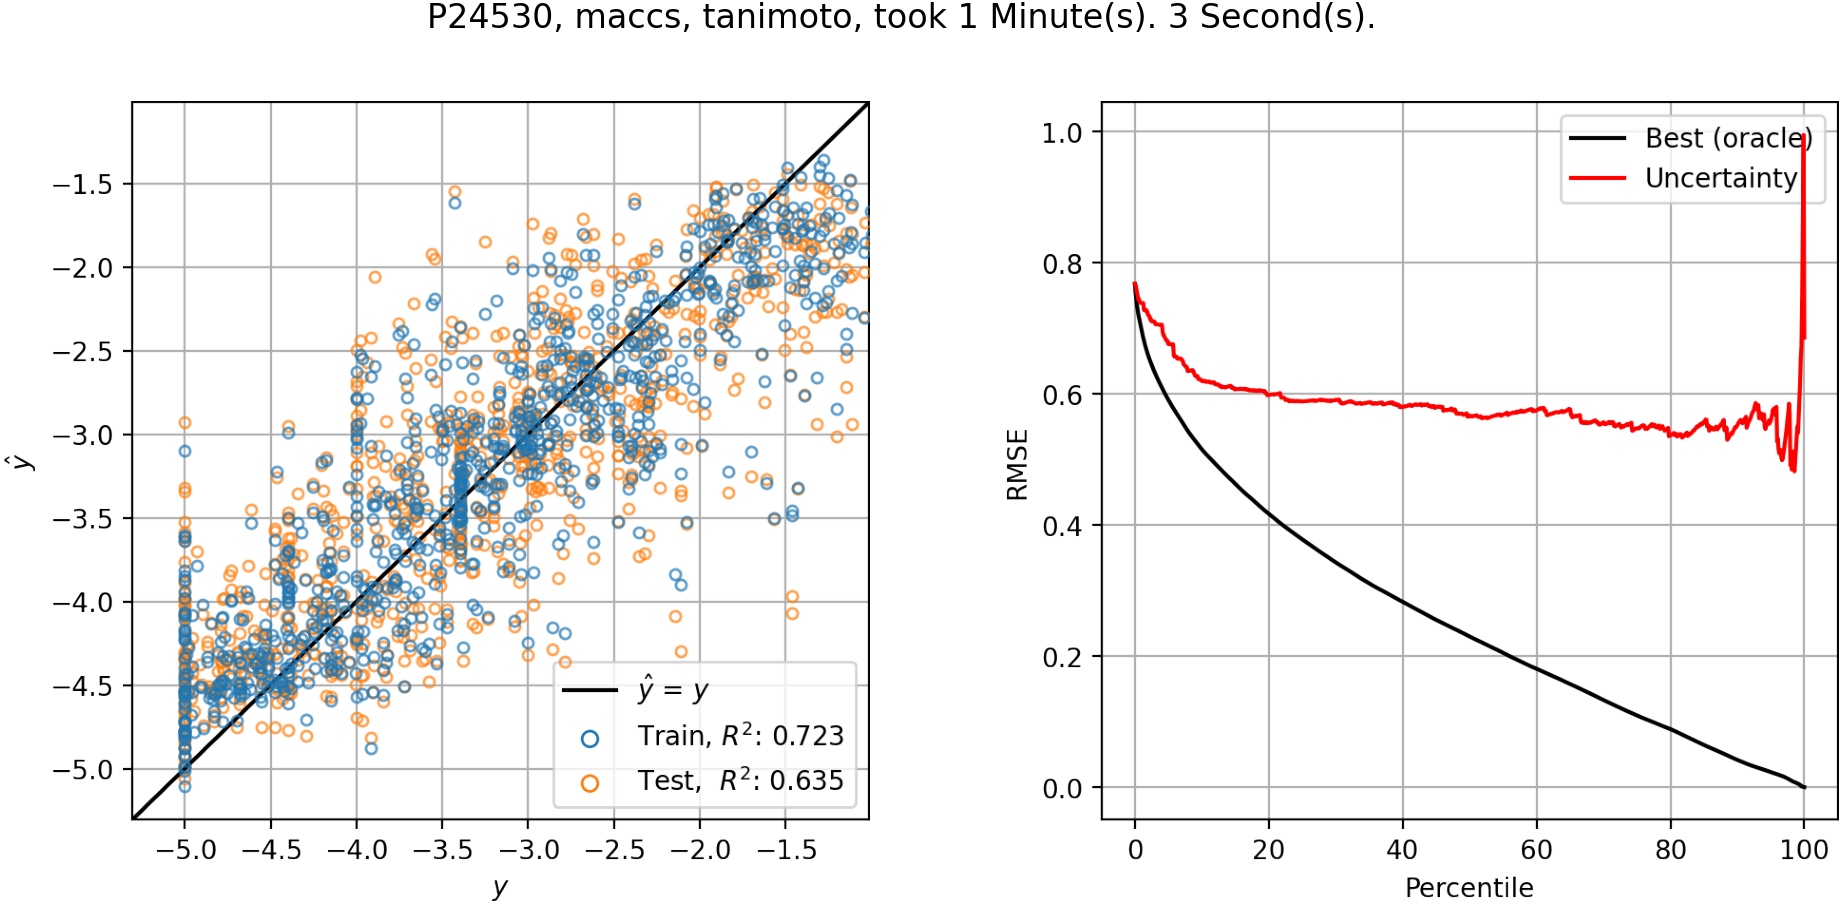 P24530, maccs, tanimoto, took 1 Minute(s). 3 Second(s).
−1.5
−2.0
−2.5
−3.0
−3.5
−4.0
−4.5
−5.0
ŷ
ŷ = y
Train, R²: 0.723
Test, R²: 0.635
−5.0 −4.5 −4.0 −3.5 −3.0 −2.5 −2.0 −1.5
y
1.0
0.8
0.6
0.4
0.2
0.0
RMSE
Best (oracle)
Uncertainty
0 20 40 60 80 100
Percentile